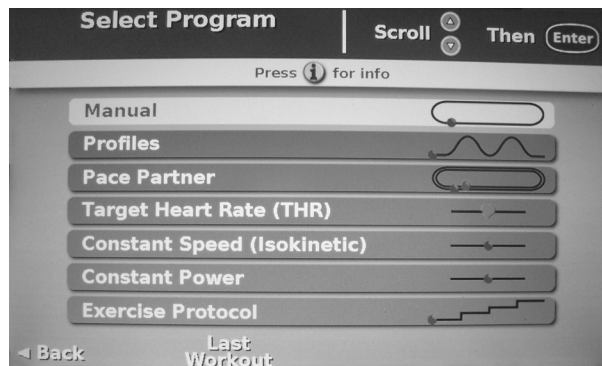 Select Program
Scroll Then Enter
Press i for info
Manual
Profiles
Pace Partner
Target Heart Rate (THR)
Constant Speed (Isokinetic)
Constant Power
Exercise Protocol
Back
Last
Workout